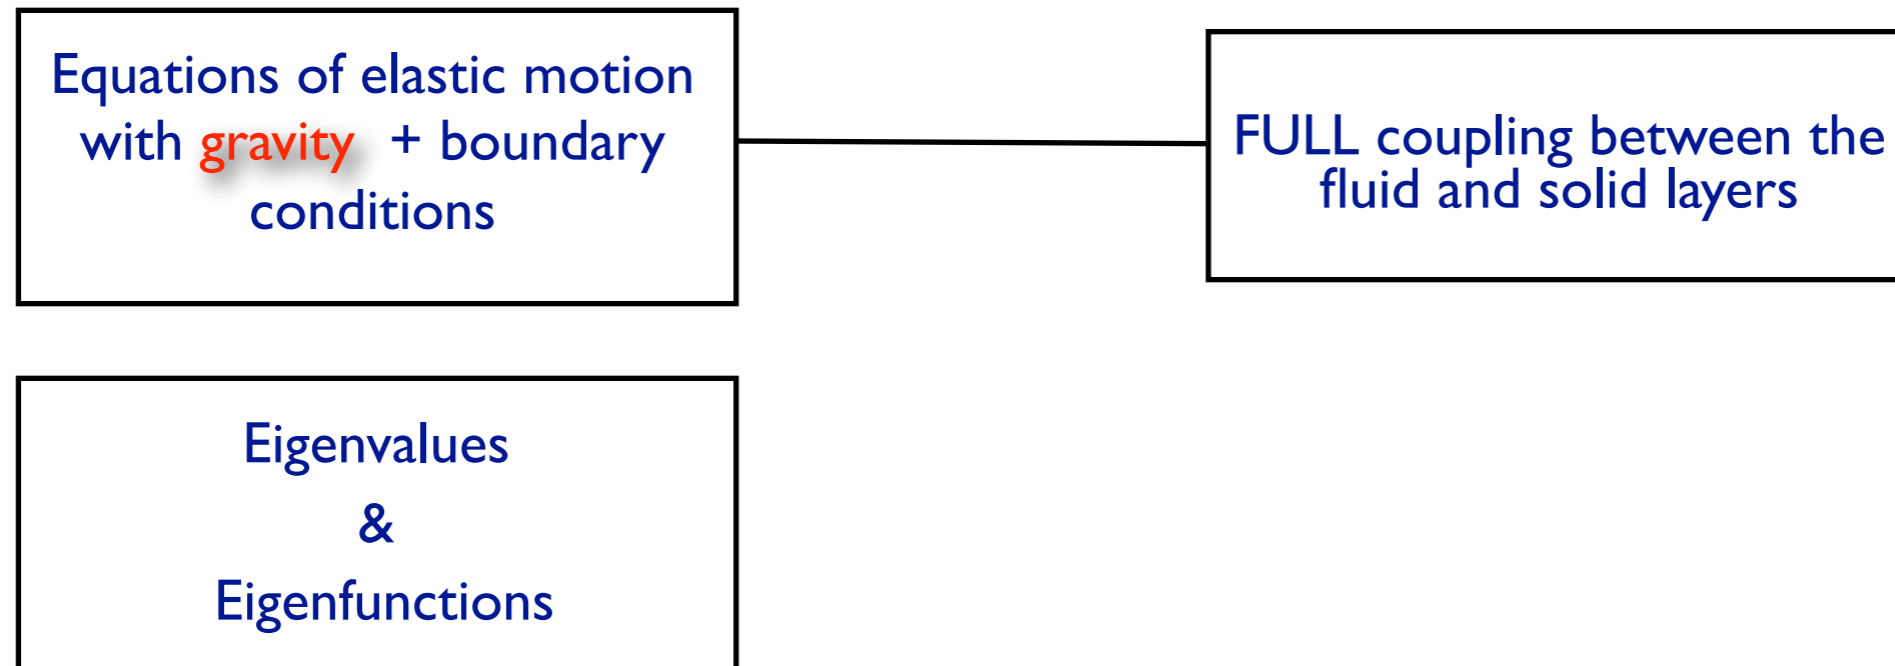 Equations of elastic motion
with gravity + boundary
conditions
FULL coupling between the
fluid and solid layers
Eigenvalues
&
Eigenfunctions